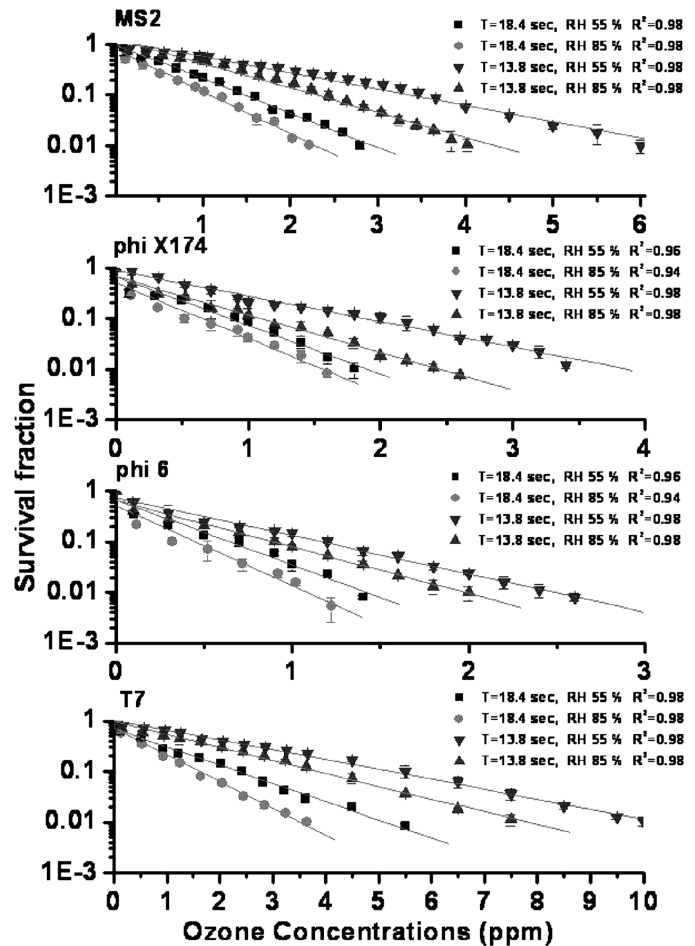 MS2
T=18.4 sec, RH 55 % R²=0.98
T=18.4 sec, RH 85 % R²=0.98
T=13.8 sec, RH 55 % R²=0.98
T=13.8 sec, RH 85 % R²=0.98
1
0.1
0.01
1E-3
1 2 3 4 5 6
phi X174
T=18.4 sec, RH 55 % R²=0.96
T=18.4 sec, RH 85 % R²=0.94
T=13.8 sec, RH 55 % R²=0.98
T=13.8 sec, RH 85 % R²=0.98
1
0.1
0.01
1E-3
0 1 2 3 4
phi 6
T=18.4 sec, RH 55 % R²=0.96
T=18.4 sec, RH 85 % R²=0.94
T=13.8 sec, RH 55 % R²=0.98
T=13.8 sec, RH 85 % R²=0.98
1
0.1
0.01
1E-3
0 1 2 3
T7
T=18.4 sec, RH 55 % R²=0.98
T=18.4 sec, RH 85 % R²=0.98
T=13.8 sec, RH 55 % R²=0.98
T=13.8 sec, RH 85 % R²=0.98
1
0.1
0.01
1E-3
0 1 2 3 4 5 6 7 8 9 10
Survival fraction
Ozone Concentrations (ppm)